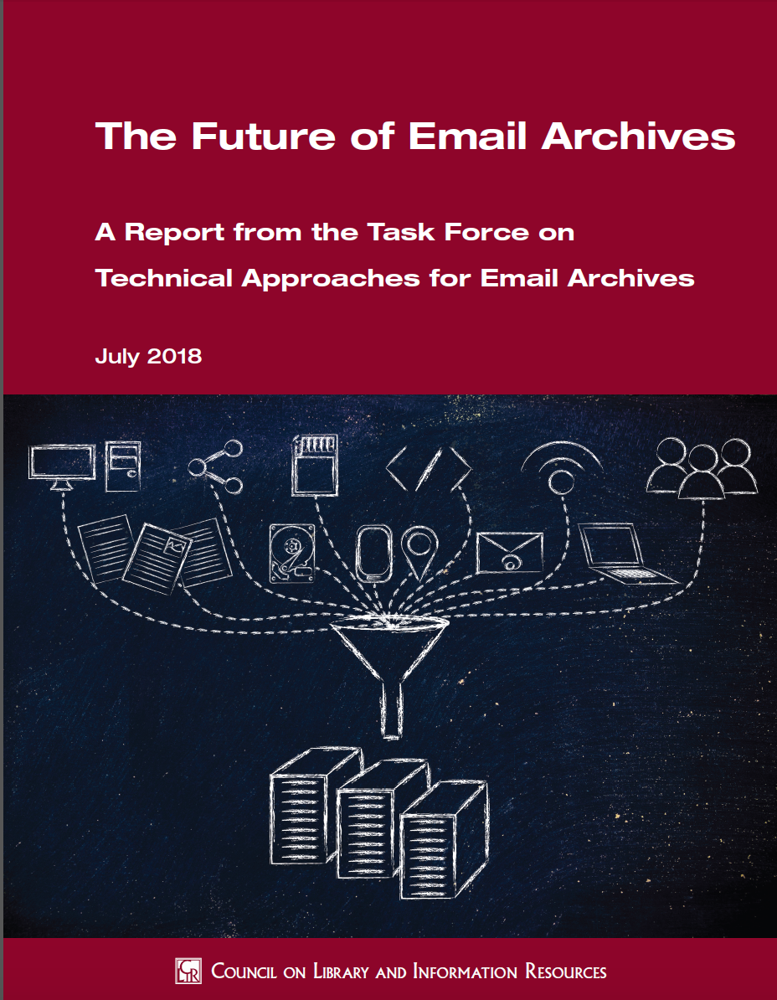 The Future of Email Archives
A Report from the Task Force on
Technical Approaches for Email Archives
July 2018
CLIR
Council on Library and Information Resources